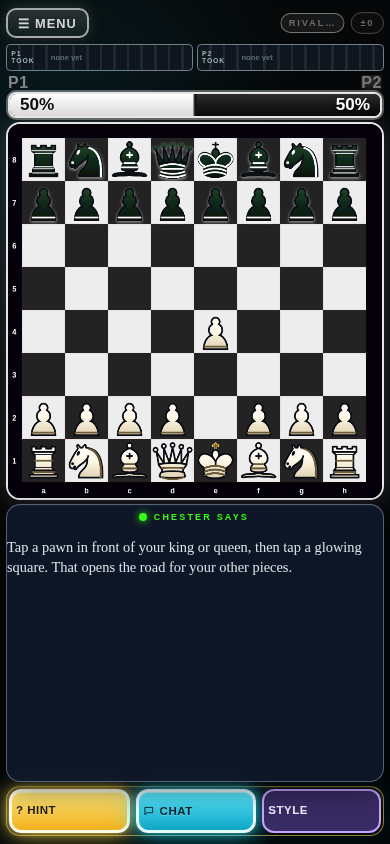 ☰ MENU
RIVAL... ±0
P1 TOOK none yet
P2 TOOK none yet
P1 P2
50% 50%
8
7
6
5
4
3
2
1
a b c d e f g h
CHESTER SAYS
Tap a pawn in front of your king or queen, then tap a glowing
square. That opens the road for your other pieces.
? HINT
CHAT
STYLE